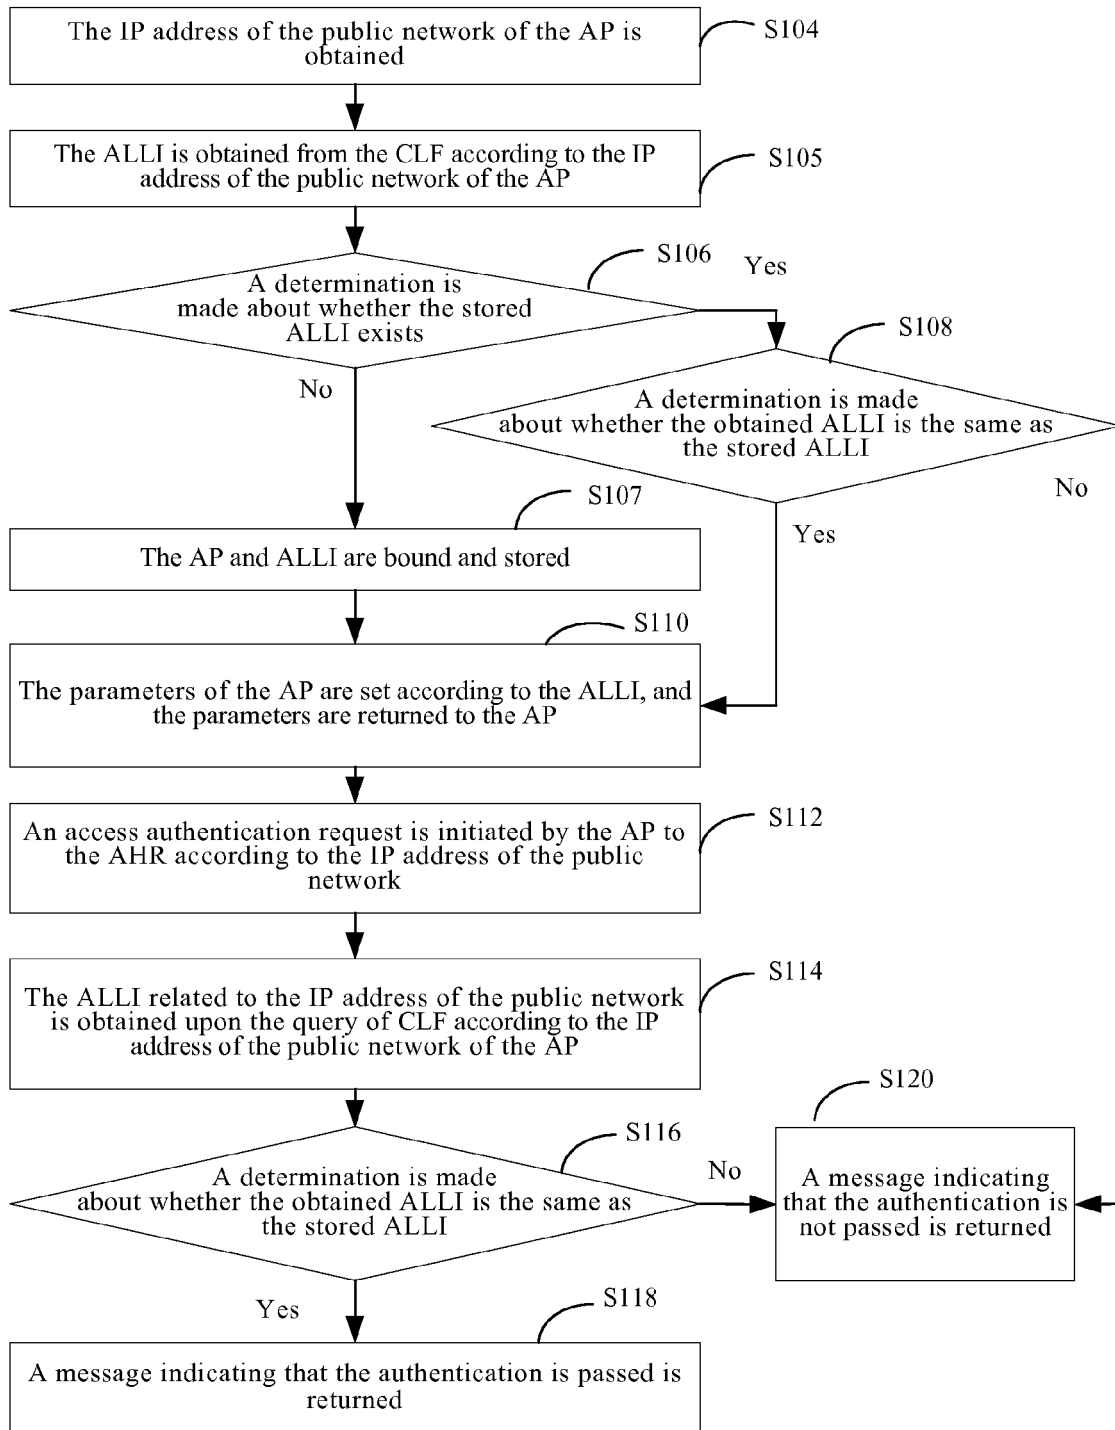 The IP address of the public network of the AP is
obtained
S104
The ALLI is obtained from the CLF according to the IP
address of the public network of the AP
S105
A determination is
made about whether the stored
ALLI exists
S106
Yes
No
S108
A determination is made
about whether the obtained ALLI is the same as
the stored ALLI
No
Yes
S107
The AP and ALLI are bound and stored
S110
The parameters of the AP are set according to the ALLI, and
the parameters are returned to the AP
An access authentication request is initiated by the AP to
the AHR according to the IP address of the public
network
S112
The ALLI related to the IP address of the public network
is obtained upon the query of CLF according to the IP
address of the public network of the AP
S114
S116
A determination is made
about whether the obtained ALLI is the same as
the stored ALLI
No
S120
A message indicating
that the authentication is
not passed is returned
Yes
S118
A message indicating that the authentication is passed is
returned